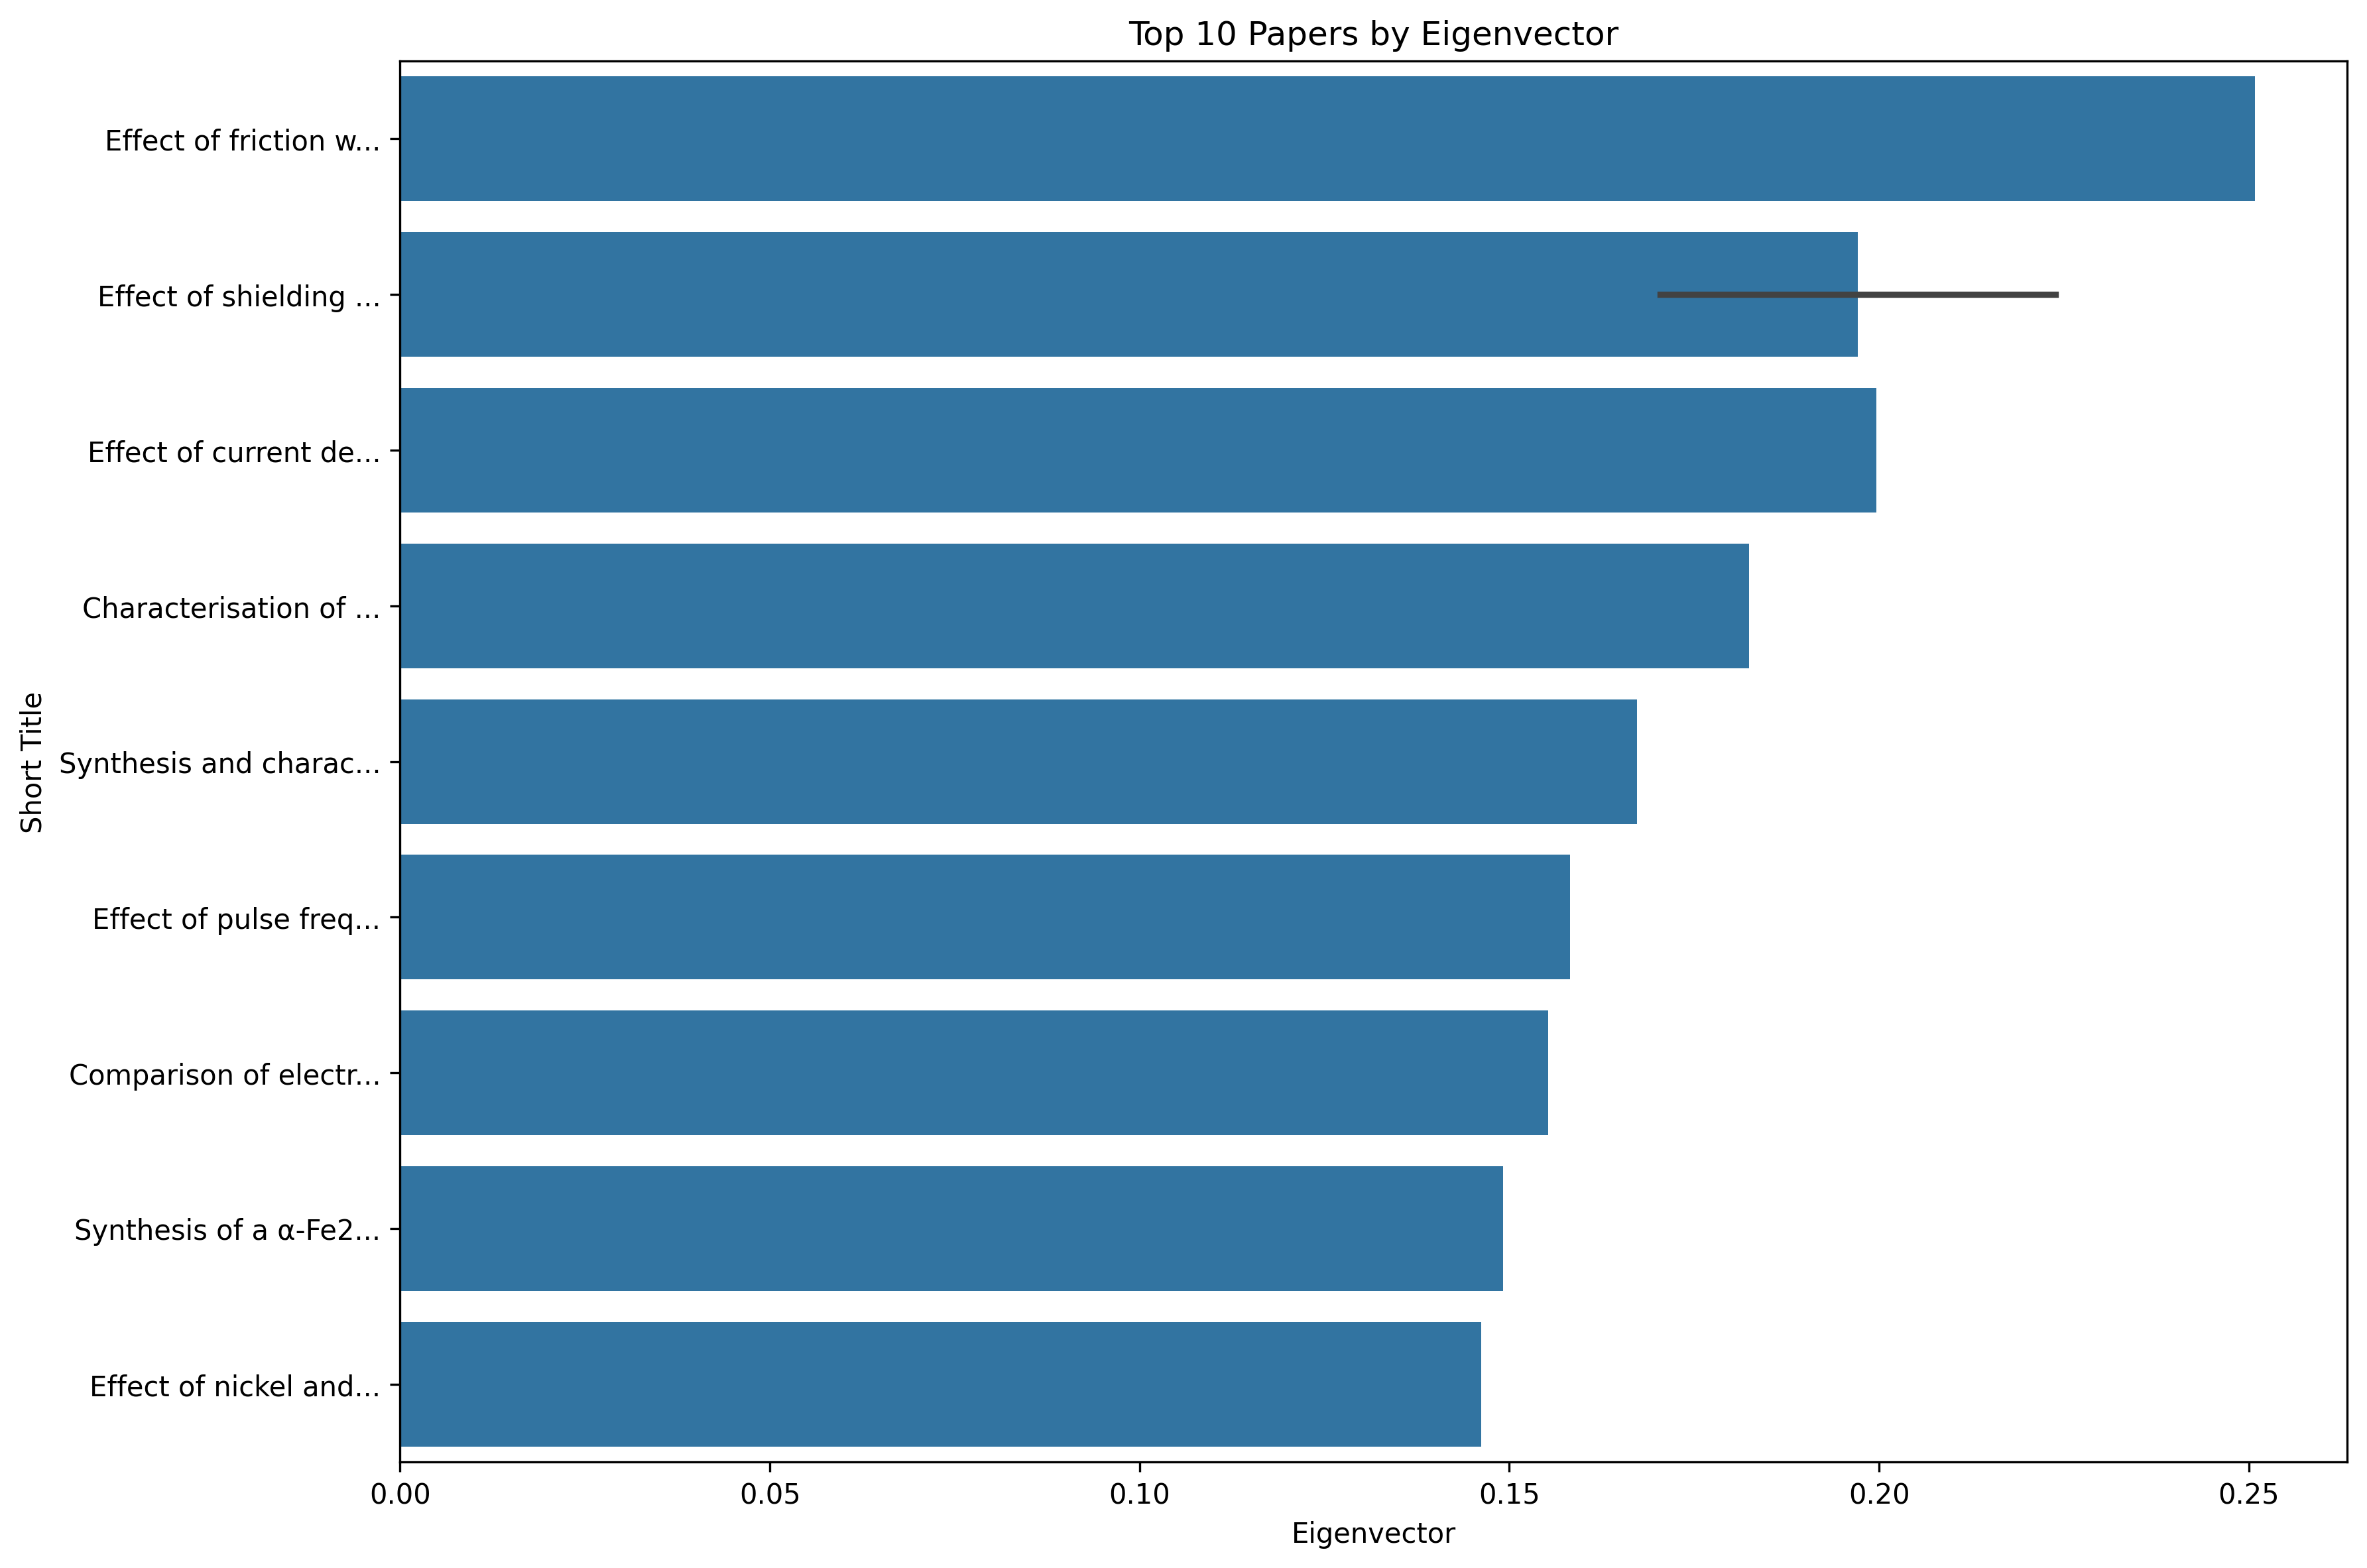 Top 10 Papers by Eigenvector
Short Title
Effect of friction w...
Effect of shielding ...
Effect of current de...
Characterisation of ...
Synthesis and charac...
Effect of pulse freq...
Comparison of electr...
Synthesis of a α-Fe2...
Effect of nickel and...
0.00 0.05 0.10 0.15 0.20 0.25
Eigenvector